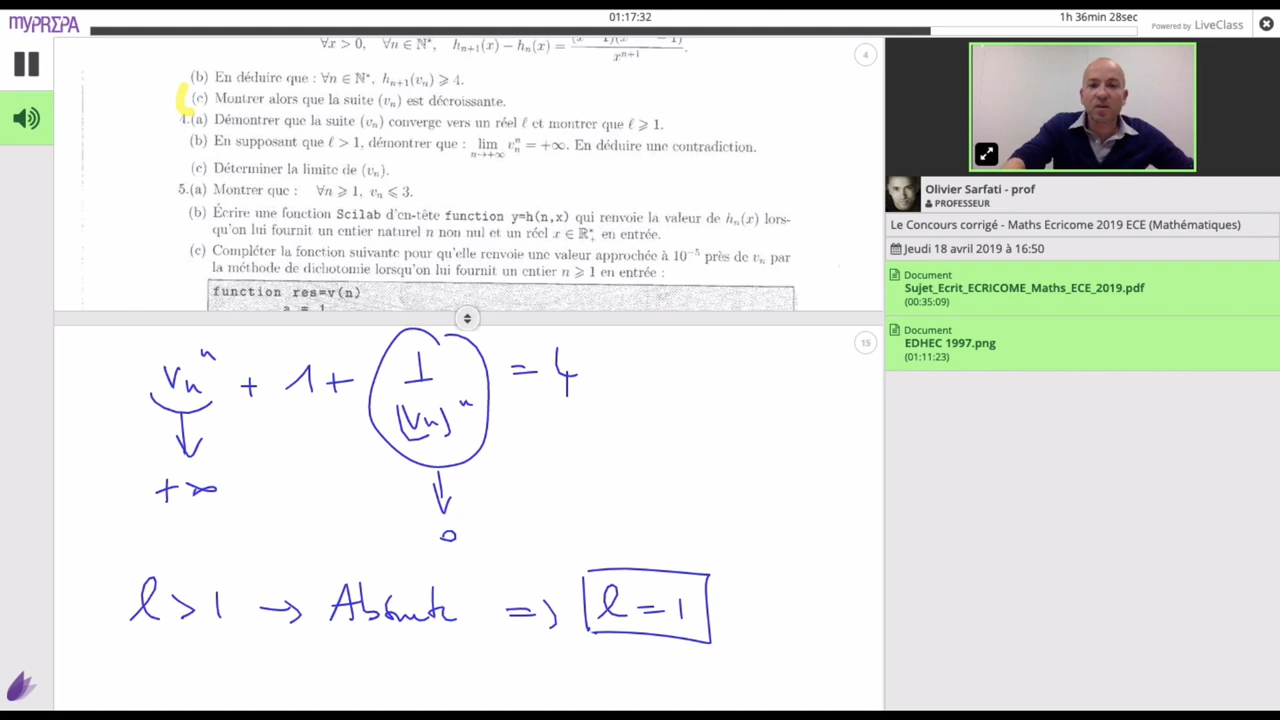 myPREPA
01:17:32
1h 36min 28sec
Powered by LiveClass
∀x > 0, ∀n ∈ ℕ*, hₙ₊₁(x) − hₙ(x) =
xⁿ⁺¹
4
(b) En déduire que : ∀n ∈ ℕ*, hₙ₊₁(vₙ) ⩾ 4.
(c) Montrer alors que la suite (vₙ) est décroissante.
4.(a) Démontrer que la suite (vₙ) converge vers un réel ℓ et montrer que ℓ ⩾ 1.
(b) En supposant que ℓ > 1, démontrer que : lim n→+∞ vₙⁿ = +∞. En déduire une contradiction.
(c) Déterminer la limite de (vₙ).
5.(a) Montrer que : ∀n ⩾ 1, vₙ ⩽ 3.
(b) Écrire une fonction Scilab d'en-tête function y=h(n,x) qui renvoie la valeur de hₙ(x) lors-
qu'on lui fournit un entier naturel n non nul et un réel x ∈ ℝ₊*, en entrée.
(c) Compléter la fonction suivante pour qu'elle renvoie une valeur approchée à 10⁻⁵ près de vₙ par
la méthode de dichotomie lorsqu'on lui fournit un entier n ⩾ 1 en entrée :
function res=v(n)
a = 1
15
vₙⁿ + 1 + 1/(vₙ)ⁿ = 4
↓ ↓
+∞ 0
l > 1 → Absurde ⇒ l = 1
Olivier Sarfati - prof
PROFESSEUR
Le Concours corrigé - Maths Ecricome 2019 ECE (Mathématiques)
Jeudi 18 avril 2019 à 16:50
Document
Sujet_Ecrit_ECRICOME_Maths_ECE_2019.pdf
(00:35:09)
Document
EDHEC 1997.png
(01:11:23)